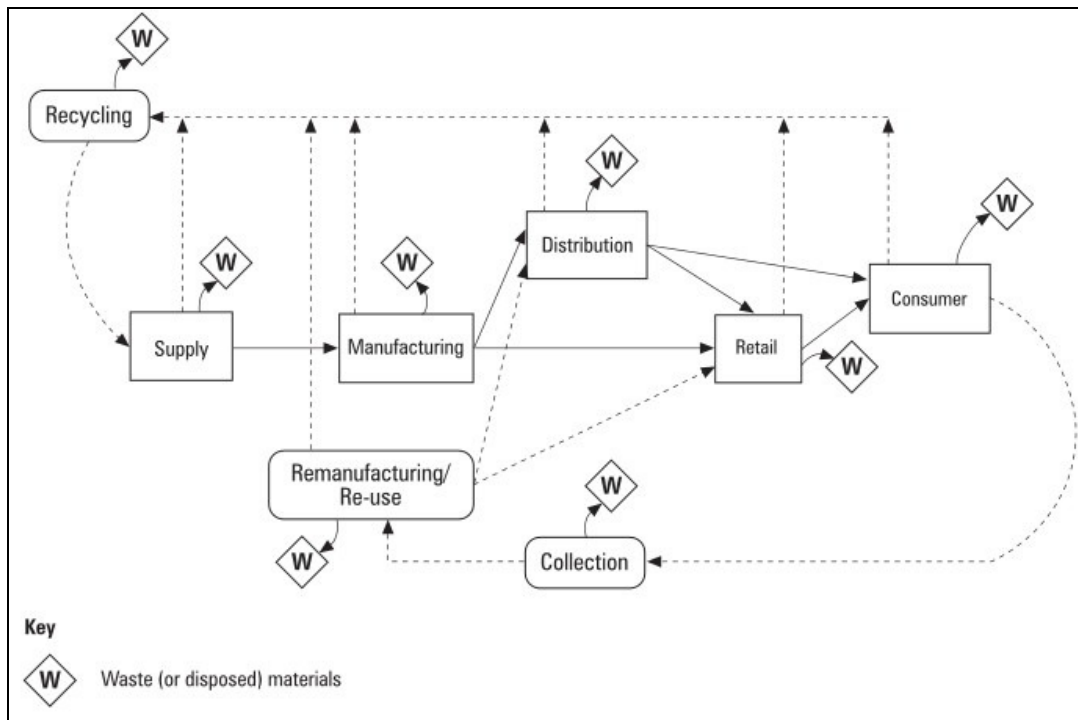 W
Recycling
W
Distribution
W
W
W
Consumer
Supply
Manufacturing
Retail
W
Remanufacturing/
Re-use
W
W
Collection
Key
W Waste (or disposed) materials